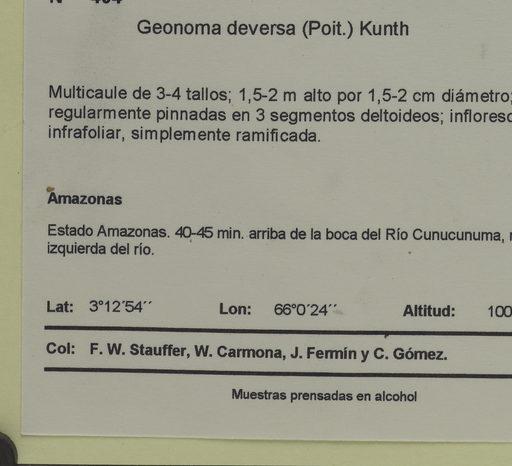 Geonoma deversa (Poit.) Kunth
Multicaule de 3-4 tallos; 1,5-2 m alto por 1,5-2 cm diámetro;
regularmente pinnadas en 3 segmentos deltoideos;
infrafoliar, simplemente ramificada.
Amazonas
Estado Amazonas. 40-45 min. arriba de la boca del Río Cunucunuma,
izquierda del río.
Lat: 3°12´54´´ Lon: 66°0´24´´ Altitud: 100
Col: F. W. Stauffer, W. Carmona, J. Fermín y C. Gómez.
Muestras prensadas en alcohol